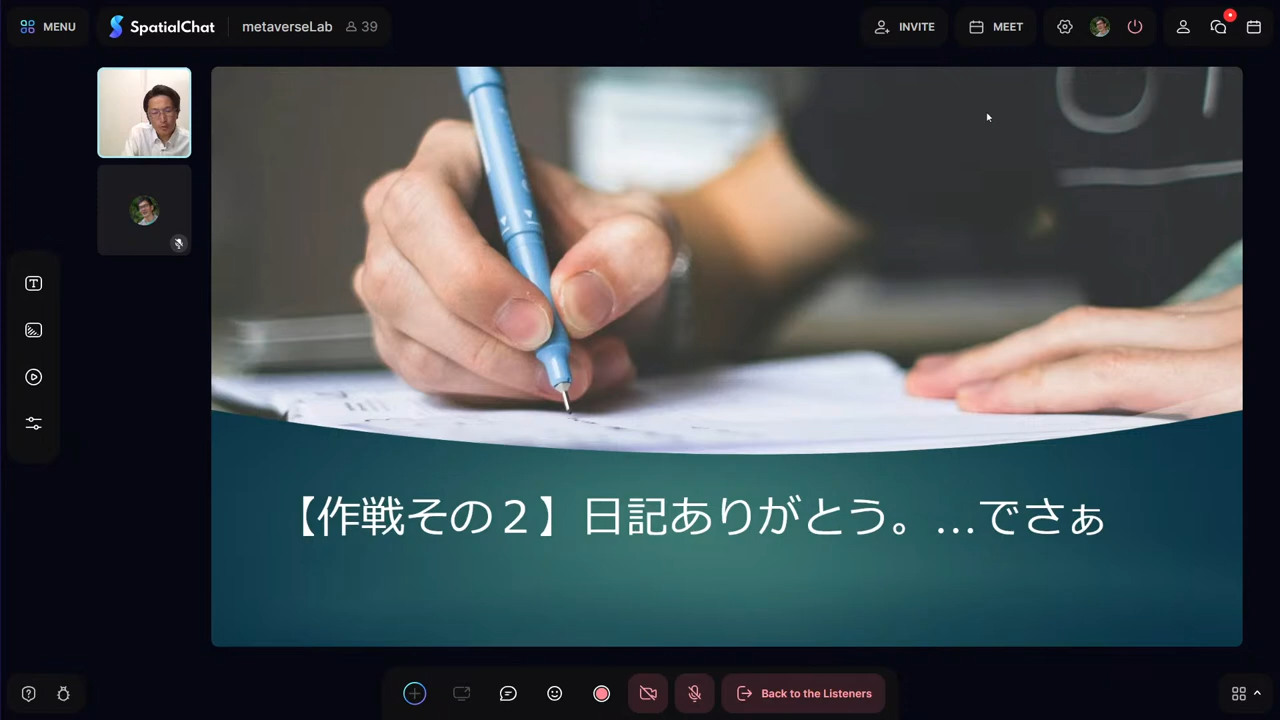 MENU
SpatialChat
metaverseLab
39
INVITE
MEET
【作戦その２】日記ありがとう。…でさぁ
Back to the Listeners